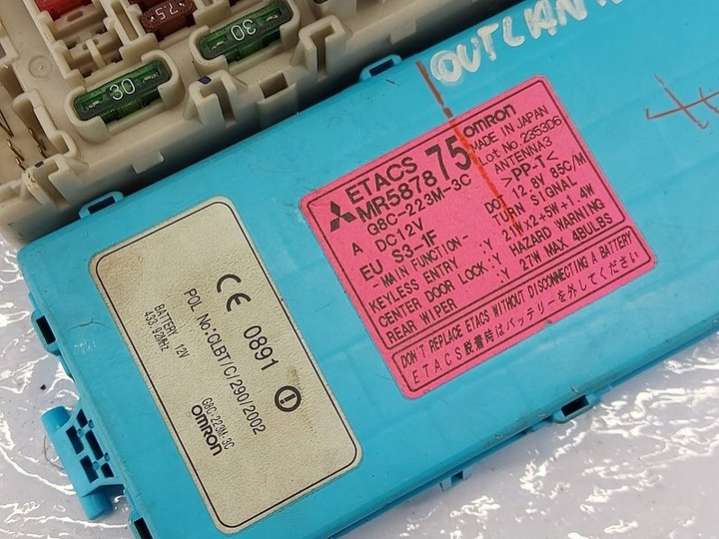 7.5
30
30
OUTLAN
ETACS
MR587875
G8C-223M-3C
A DC12V
EU S3-1F
-MAIN FUNCTION-
KEYLESS ENTRY :Y
CENTER DOOR LOCK:Y
REAR WIPER :Y
OMRON
MADE IN JAPAN
Lot No.2353D6
ANTENNA3
>PP-T<
DOT 12.8V 85C/M
TURN SIGNAL
21W×2+5W+1.4W
HAZARD WARNING
27W MAX 4BULBS
DON'T REPLACE ETACS WITHOUT DISCONNECTING A BATTERY
ETACS脱着時はバッテリーを外してください
CE 0891
POL No:CLBT/C/290/2002
BATTERY 12V
433.92MHz
G8C-223M-3C
OMRON